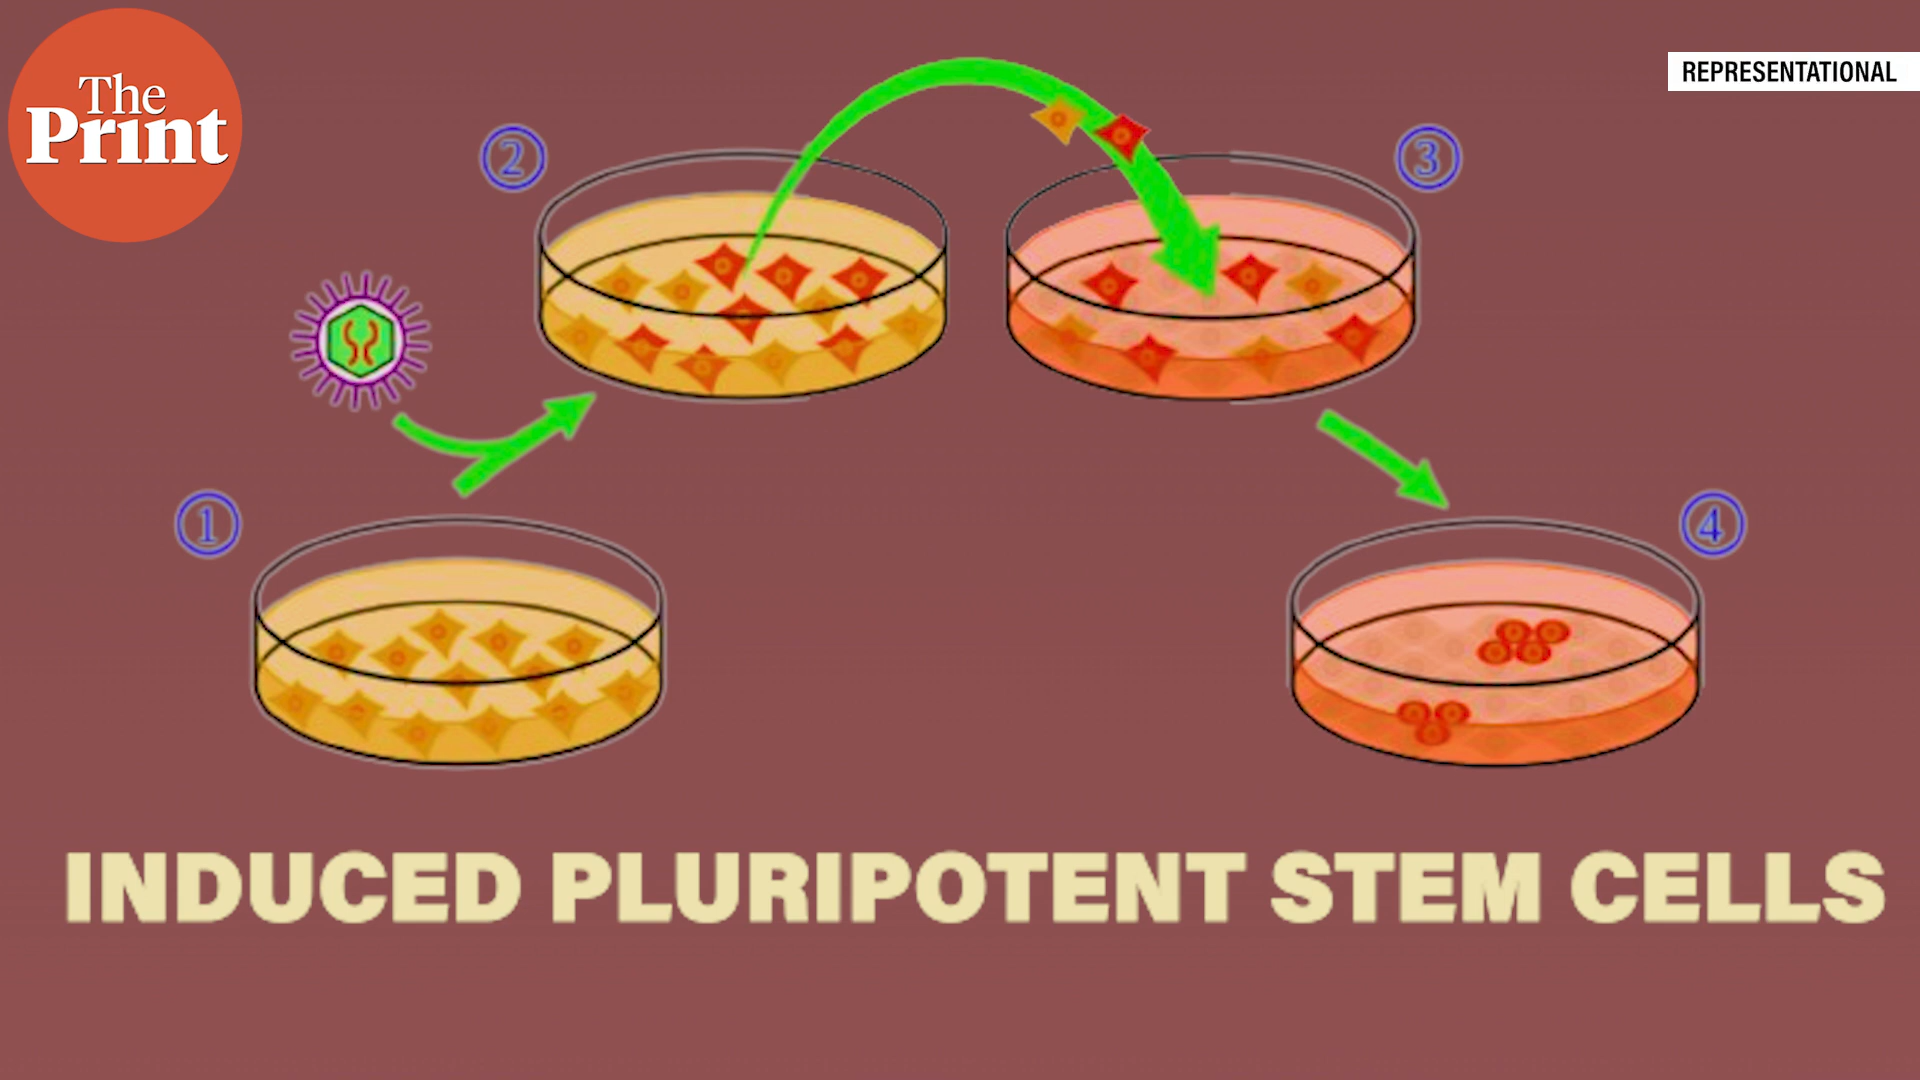 The
Print
REPRESENTATIONAL
②
③
①
④
INDUCED PLURIPOTENT STEM CELLS